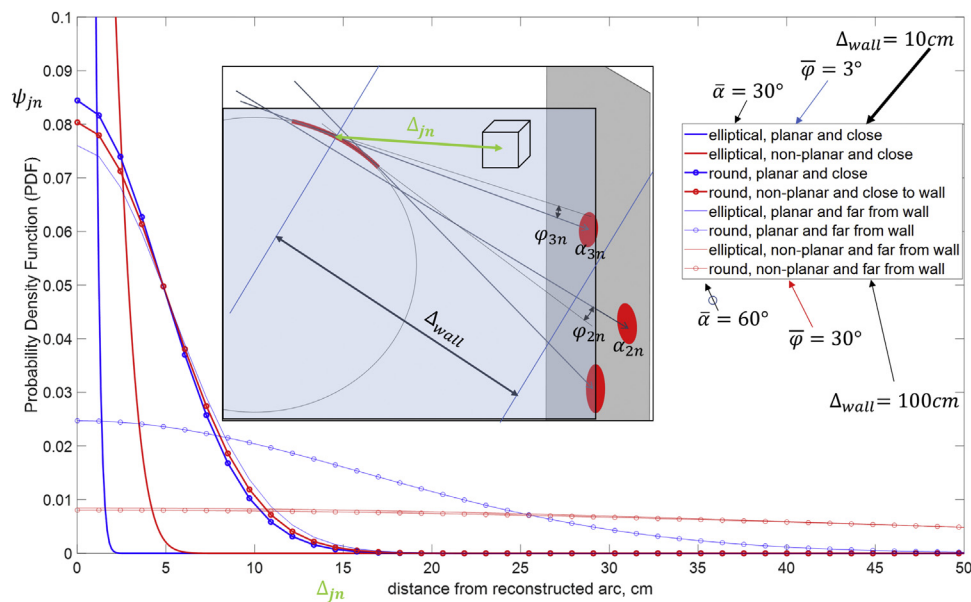 0.1
0.09
0.08
0.07
0.06
0.05
0.04
0.03
0.02
0.01
0
ψjn
Probability Density Function (PDF)
Δjn
φ3n
α3n
φ2n
α2n
Δwall
Δwall = 10cm
φ̅ = 3°
α̅ = 30°
elliptical, planar and close
elliptical, non-planar and close
round, planar and close
round, non-planar and close to wall
elliptical, planar and far from wall
round, planar and far from wall
elliptical, non-planar and far from wall
round, non-planar and far from wall
α̅ = 60°
φ̅ = 30°
Δwall = 100cm
0 5 10 15 20 25 30 35 40 45 50
Δjn
distance from reconstructed arc, cm